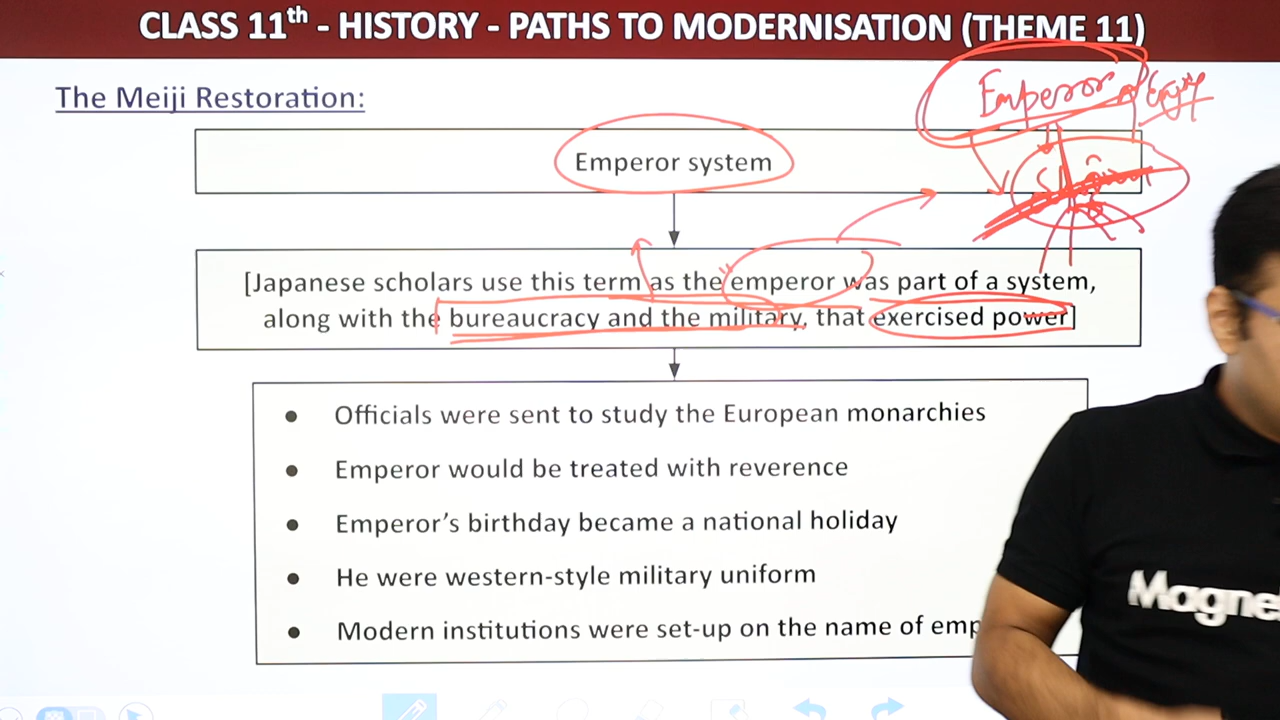 CLASS 11th - HISTORY - PATHS TO MODERNISATION (THEME 11)
The Meiji Restoration:
Emperor
Emperor system
[Japanese scholars use this term as the emperor was part of a system,
along with the bureaucracy and the military, that exercised power]
● Officials were sent to study the European monarchies
● Emperor would be treated with reverence
● Emperor's birthday became a national holiday
● He were western-style military uniform
● Modern institutions were set-up on the name of emp
Magne